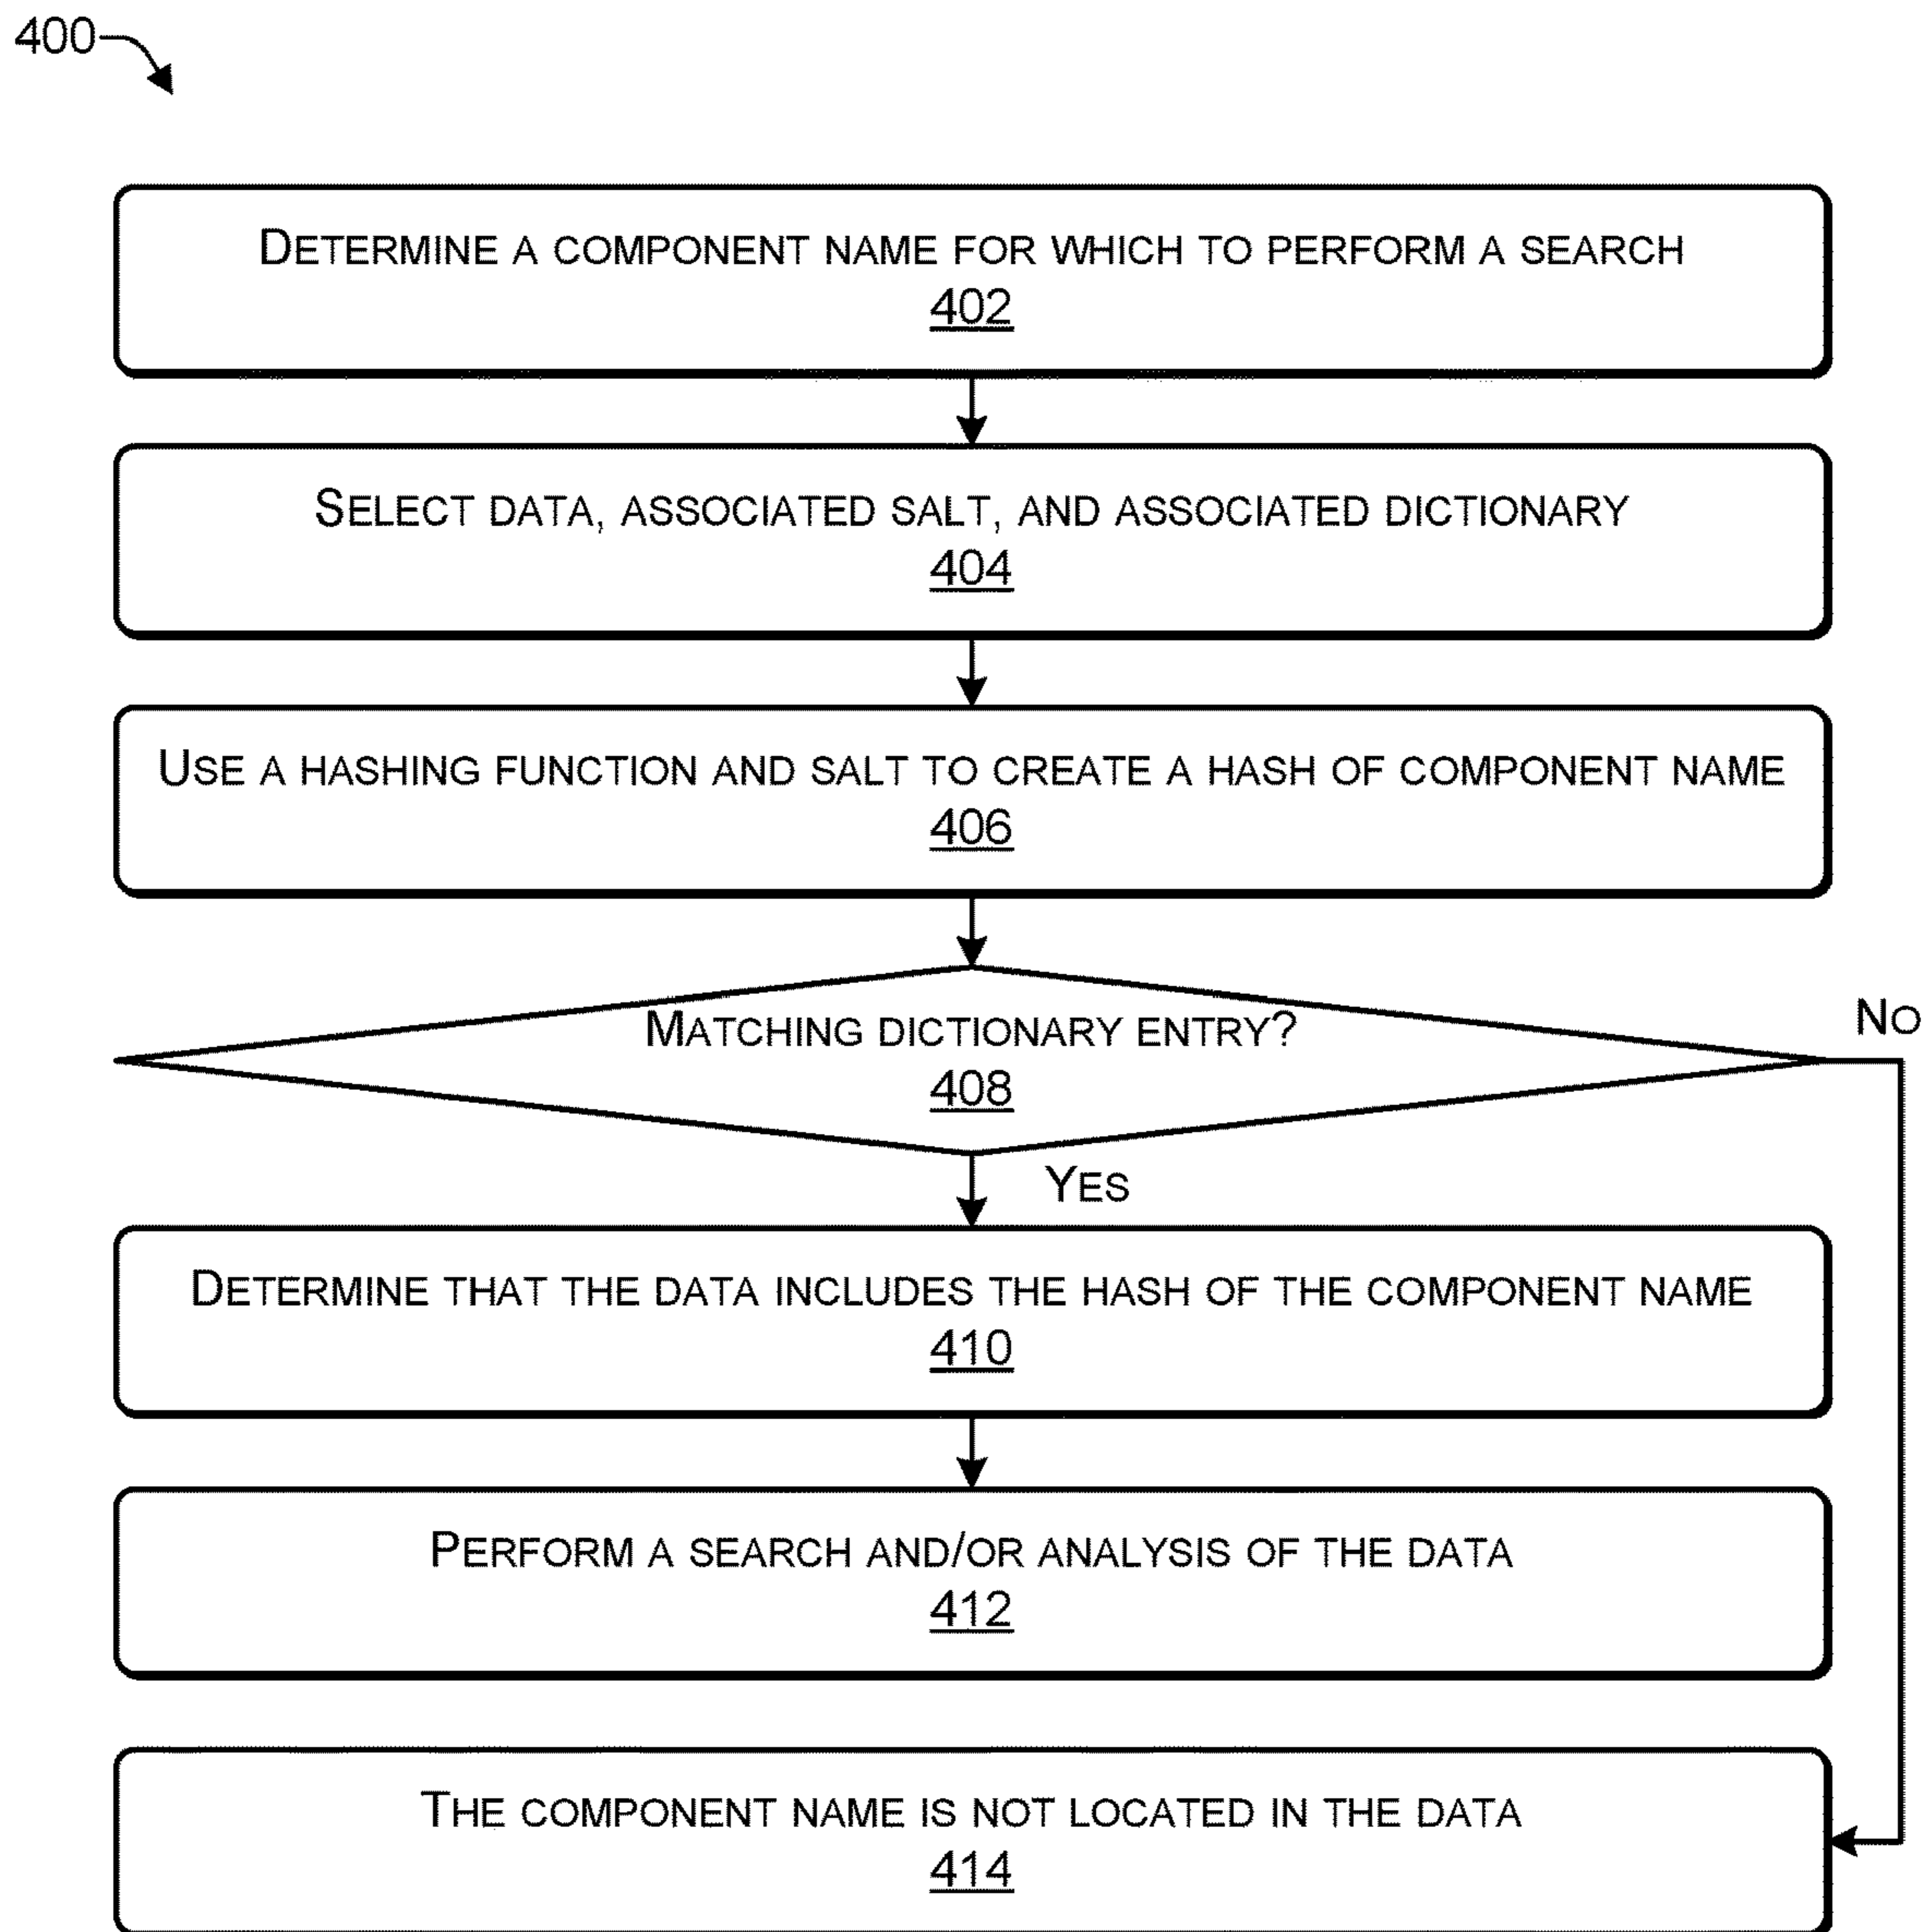 400
DETERMINE A COMPONENT NAME FOR WHICH TO PERFORM A SEARCH
402
SELECT DATA, ASSOCIATED SALT, AND ASSOCIATED DICTIONARY
404
USE A HASHING FUNCTION AND SALT TO CREATE A HASH OF COMPONENT NAME
406
MATCHING DICTIONARY ENTRY?
408
NO
YES
DETERMINE THAT THE DATA INCLUDES THE HASH OF THE COMPONENT NAME
410
PERFORM A SEARCH AND/OR ANALYSIS OF THE DATA
412
THE COMPONENT NAME IS NOT LOCATED IN THE DATA
414